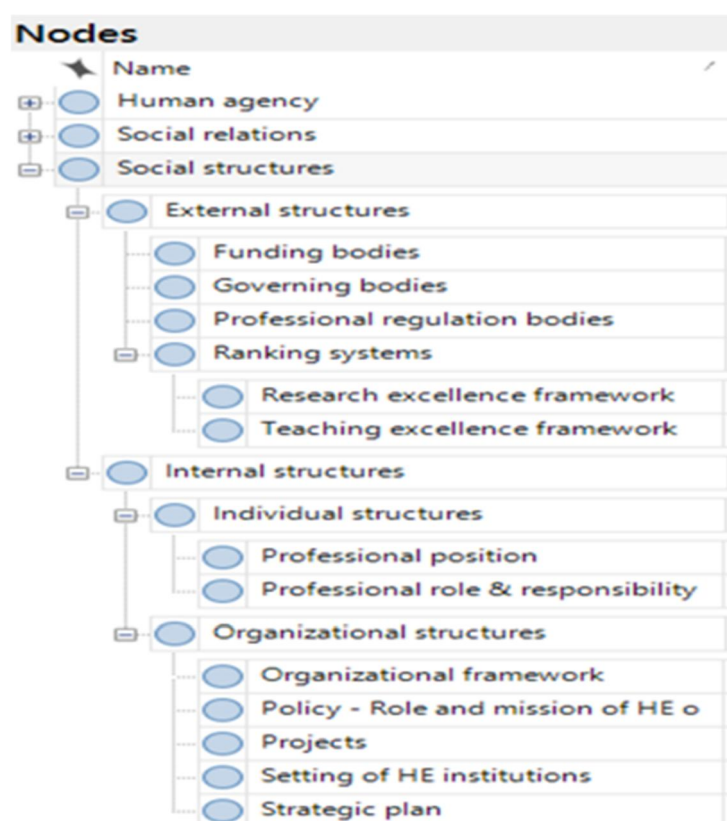 Nodes
Name
Human agency
Social relations
Social structures
External structures
Funding bodies
Governing bodies
Professional regulation bodies
Ranking systems
Research excellence framework
Teaching excellence framework
Internal structures
Individual structures
Professional position
Professional role & responsibility
Organizational structures
Organizational framework
Policy - Role and mission of HE o
Projects
Setting of HE institutions
Strategic plan